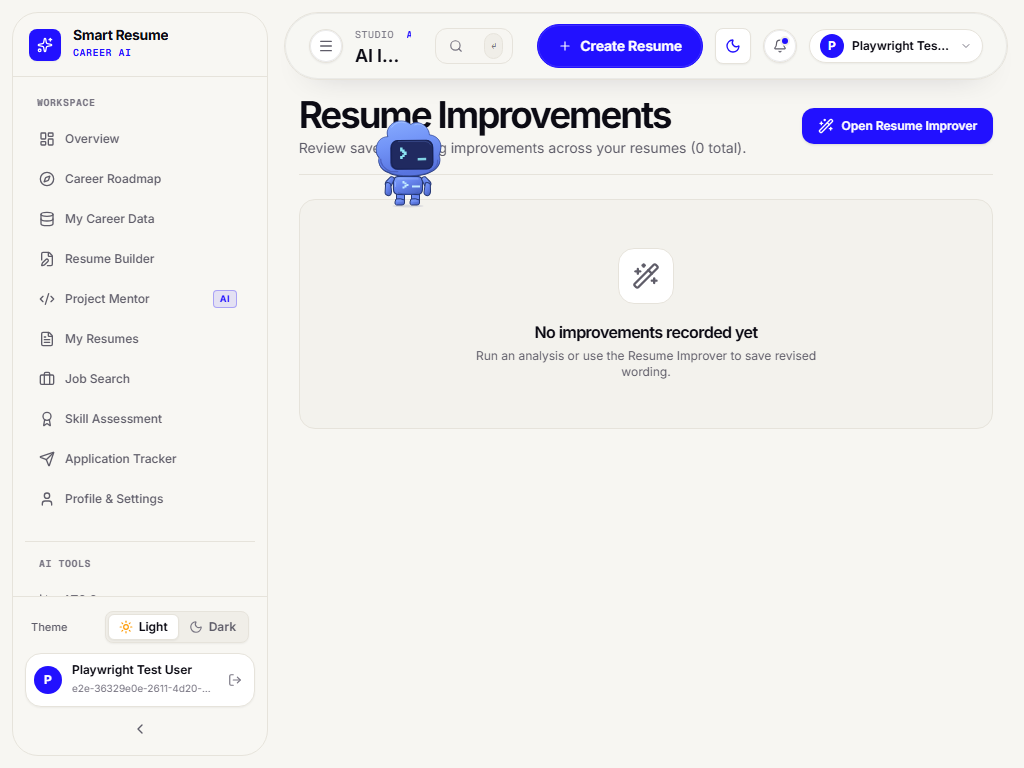 Smart Resume
CAREER AI
WORKSPACE
Overview
Career Roadmap
My Career Data
Resume Builder
Project Mentor
AI
My Resumes
Job Search
Skill Assessment
Application Tracker
Profile & Settings
AI TOOLS
Theme
Light
Dark
P
Playwright Test User
e2e-36329e0e-2611-4d20-...
STUDIO
AI I...
Create Resume
P
Playwright Tes...
Resume Improvements
Review improvements across your resumes (0 total).
Open Resume Improver
No improvements recorded yet
Run an analysis or use the Resume Improver to save revised
wording.